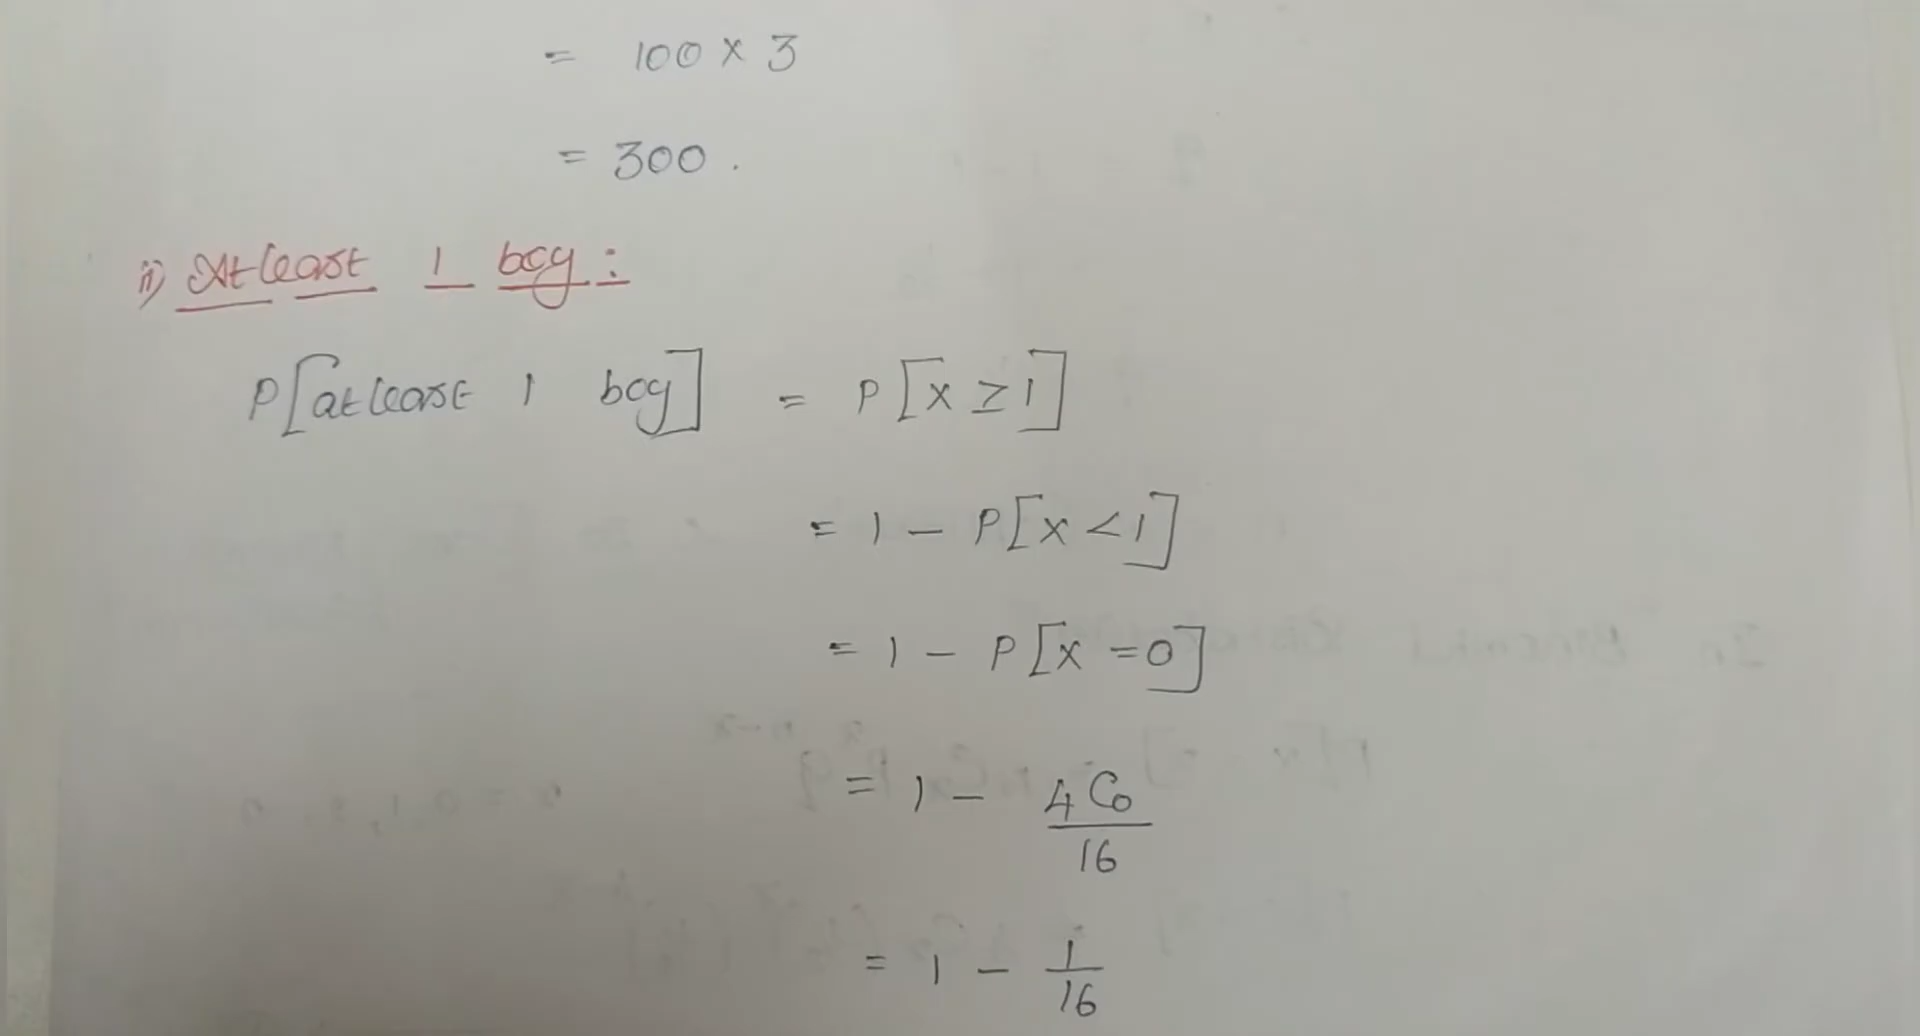 = 100 × 3
= 300.
ii) Atleast 1 boy :
P[atleast 1 boy] = P[X ≥ 1]
= 1 - P[X < 1]
= 1 - P[X = 0]
= 1 - 4C₀/16
= 1 - 1/16